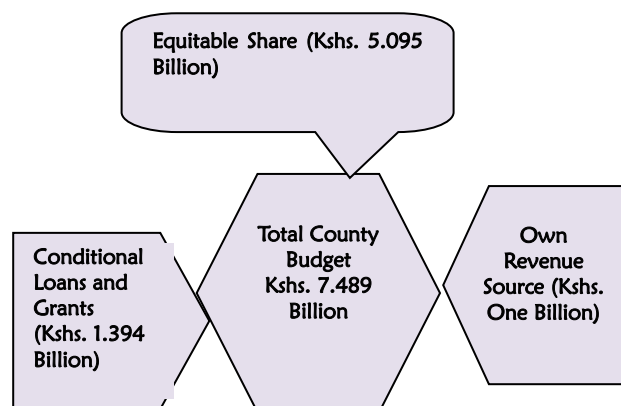 Equitable Share (Kshs. 5.095
Billion)
Conditional
Loans and
Grants
(Kshs. 1.394
Billion)
Total County
Budget
Kshs. 7.489
Billion
Own
Revenue
Source (Kshs.
One Billion)